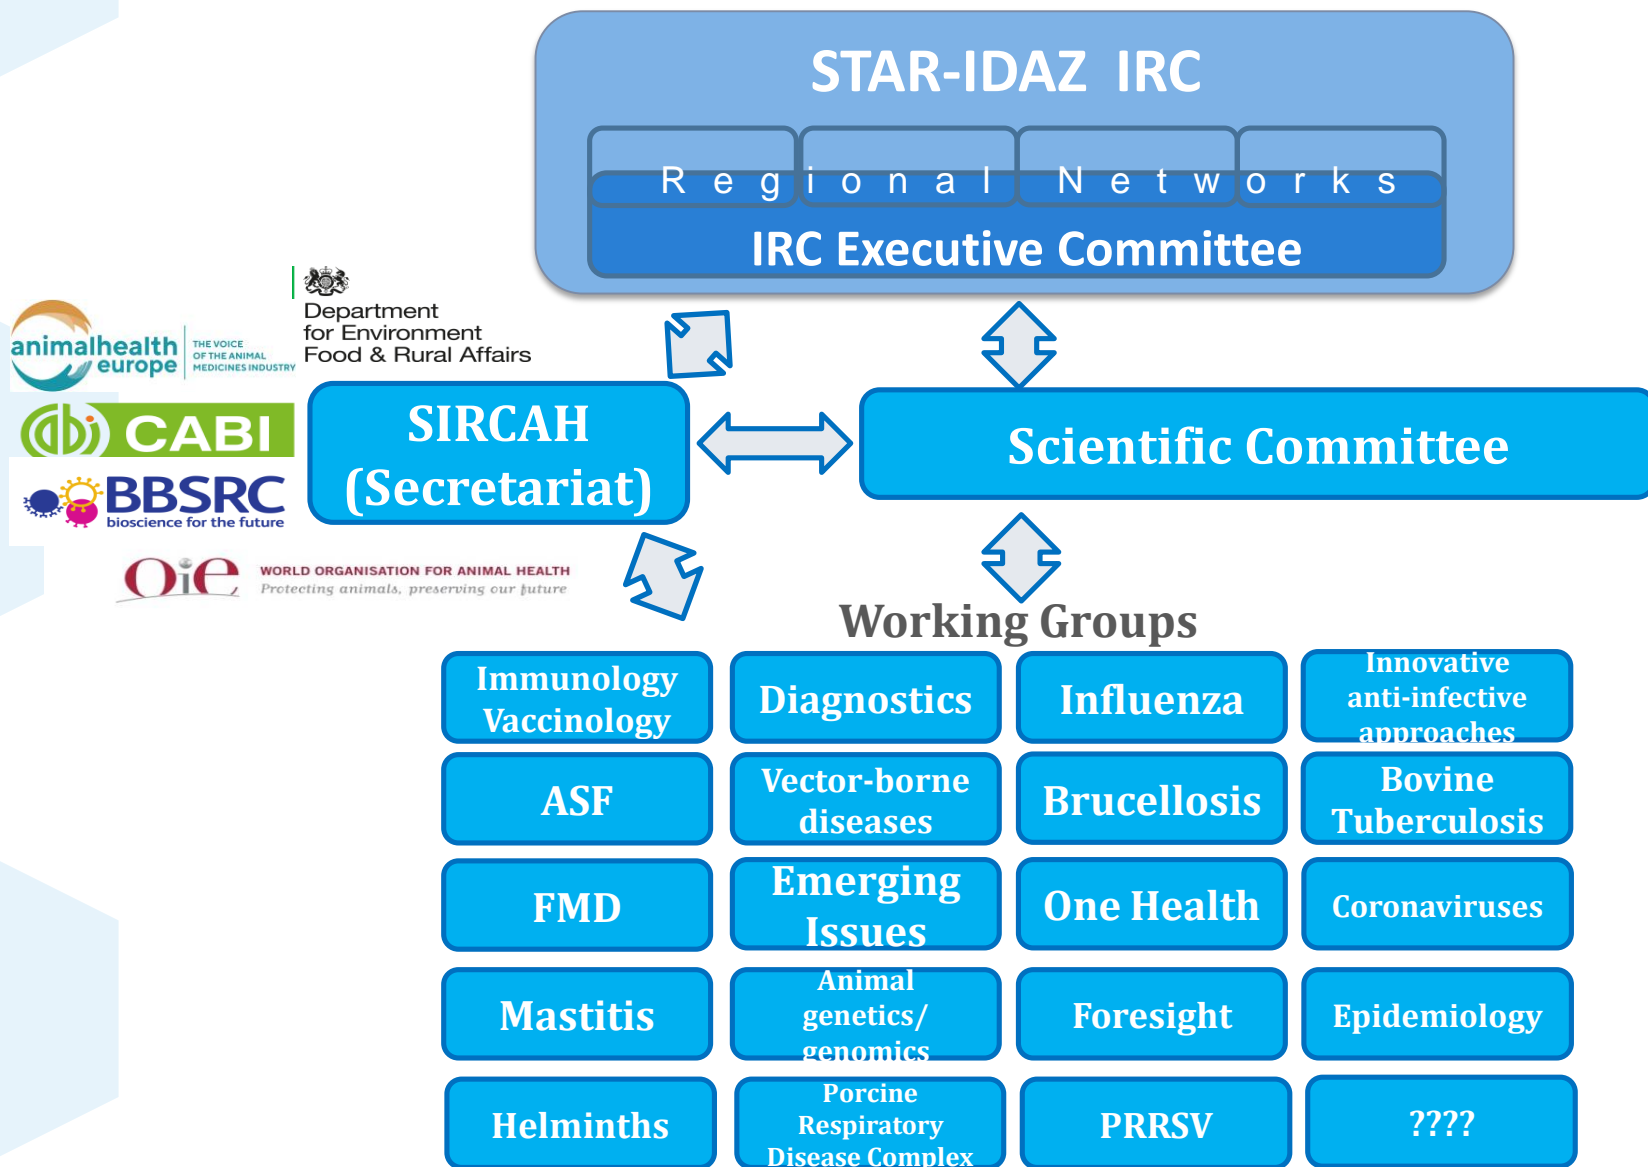 STAR-IDAZ IRC
Regional Networks
IRC Executive Committee
Department
for Environment
Food & Rural Affairs
animalhealth
europe
THE VOICE
OF THE ANIMAL
MEDICINES INDUSTRY
CABI
BBSRC
bioscience for the future
OiE
WORLD ORGANISATION FOR ANIMAL HEALTH
Protecting animals, preserving our future
SIRCAH
(Secretariat)
Scientific Committee
Working Groups
Immunology
Vaccinology
Diagnostics
Influenza
Innovative
anti-infective
approaches
ASF
Vector-borne
diseases
Brucellosis
Bovine
Tuberculosis
FMD
Emerging
Issues
One Health
Coronaviruses
Mastitis
Animal
genetics/
genomics
Foresight
Epidemiology
Helminths
Porcine
Respiratory
Disease Complex
PRRSV
????